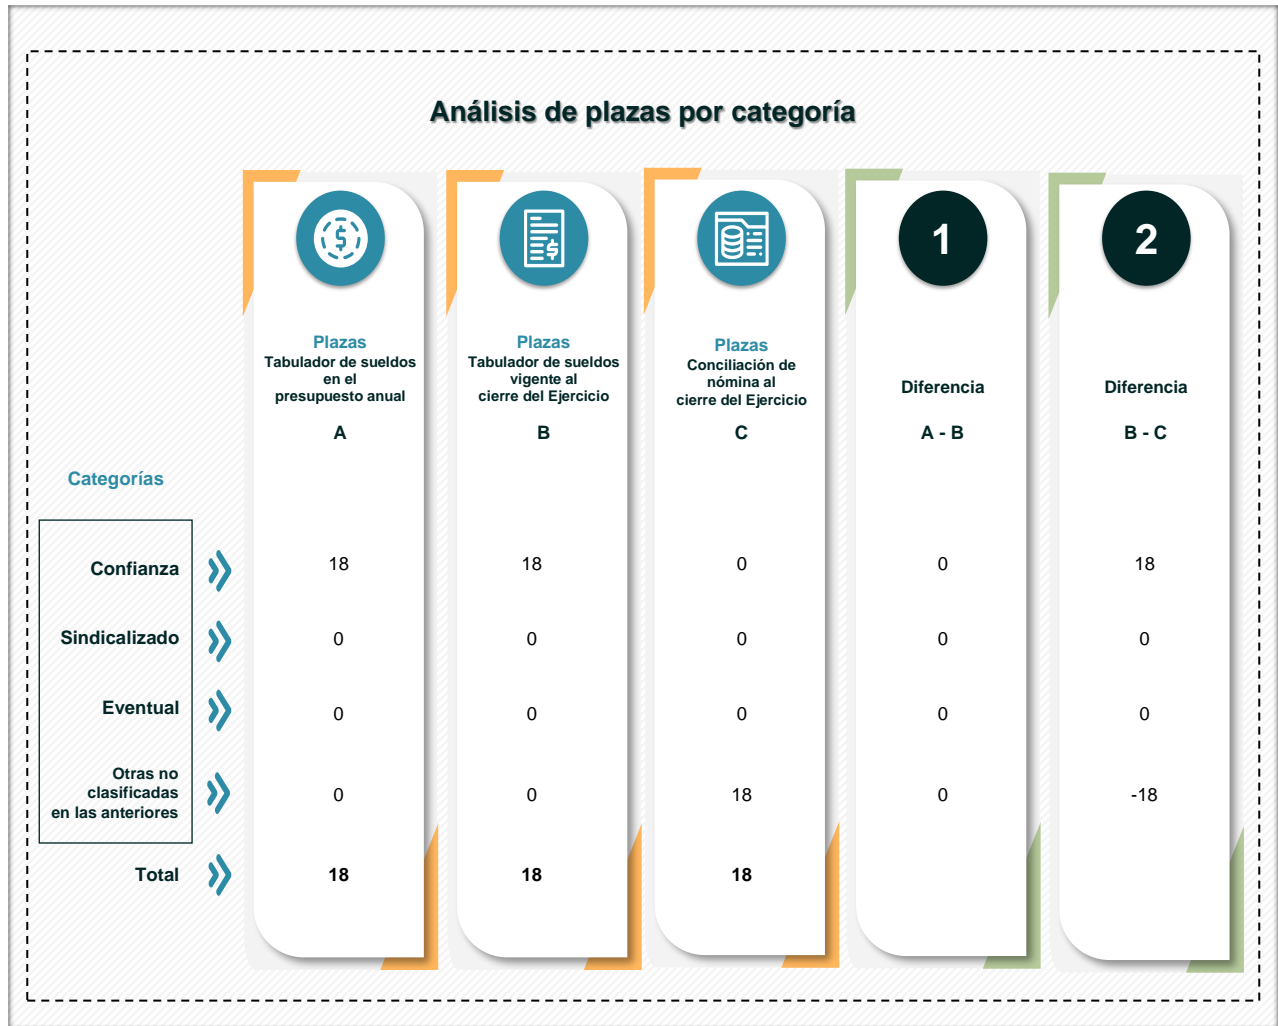 Análisis de plazas por categoría
1
2
Plazas
Tabulador de sueldos
en el
presupuesto anual
A
Plazas
Tabulador de sueldos
vigente al
cierre del Ejercicio
B
Plazas
Conciliación de
nómina al
cierre del Ejercicio
C
Diferencia
A - B
Diferencia
B - C
Categorías
Confianza 18 18 0 0 18
Sindicalizado 0 0 0 0 0
Eventual 0 0 0 0 0
Otras no
clasificadas
en las anteriores 0 0 18 0 -18
Total 18 18 18